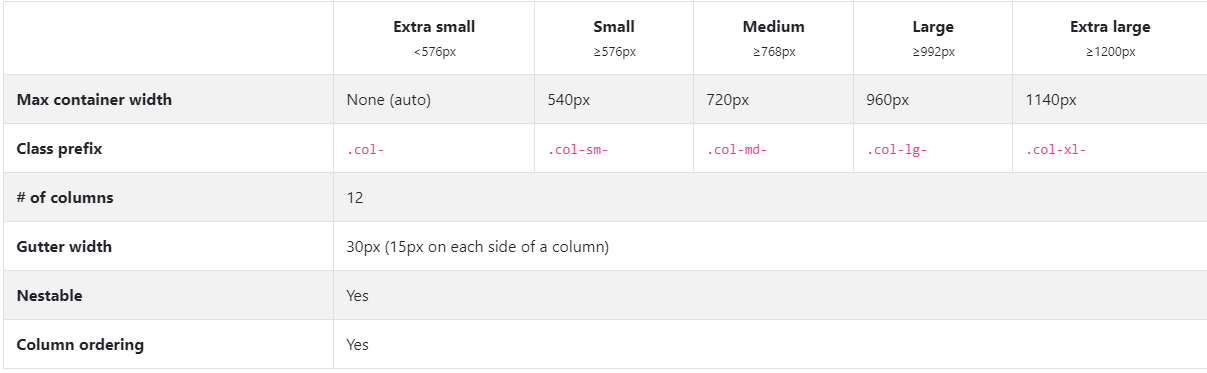 Extra small Small Medium Large Extra large
<576px ≥576px ≥768px ≥992px ≥1200px
Max container width None (auto) 540px 720px 960px 1140px
Class prefix .col- .col-sm- .col-md- .col-lg- .col-xl-
# of columns 12
Gutter width 30px (15px on each side of a column)
Nestable Yes
Column ordering Yes